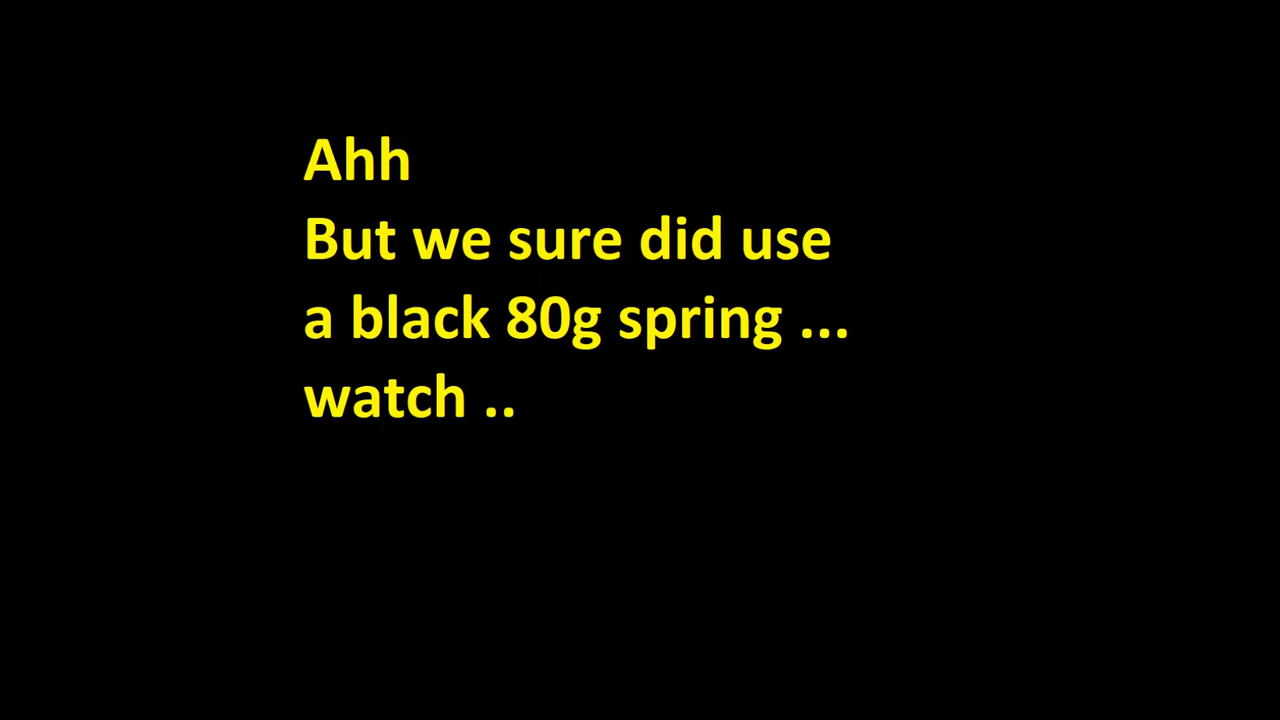 Ahh
But we sure did use
a black 80g spring ...
watch ..